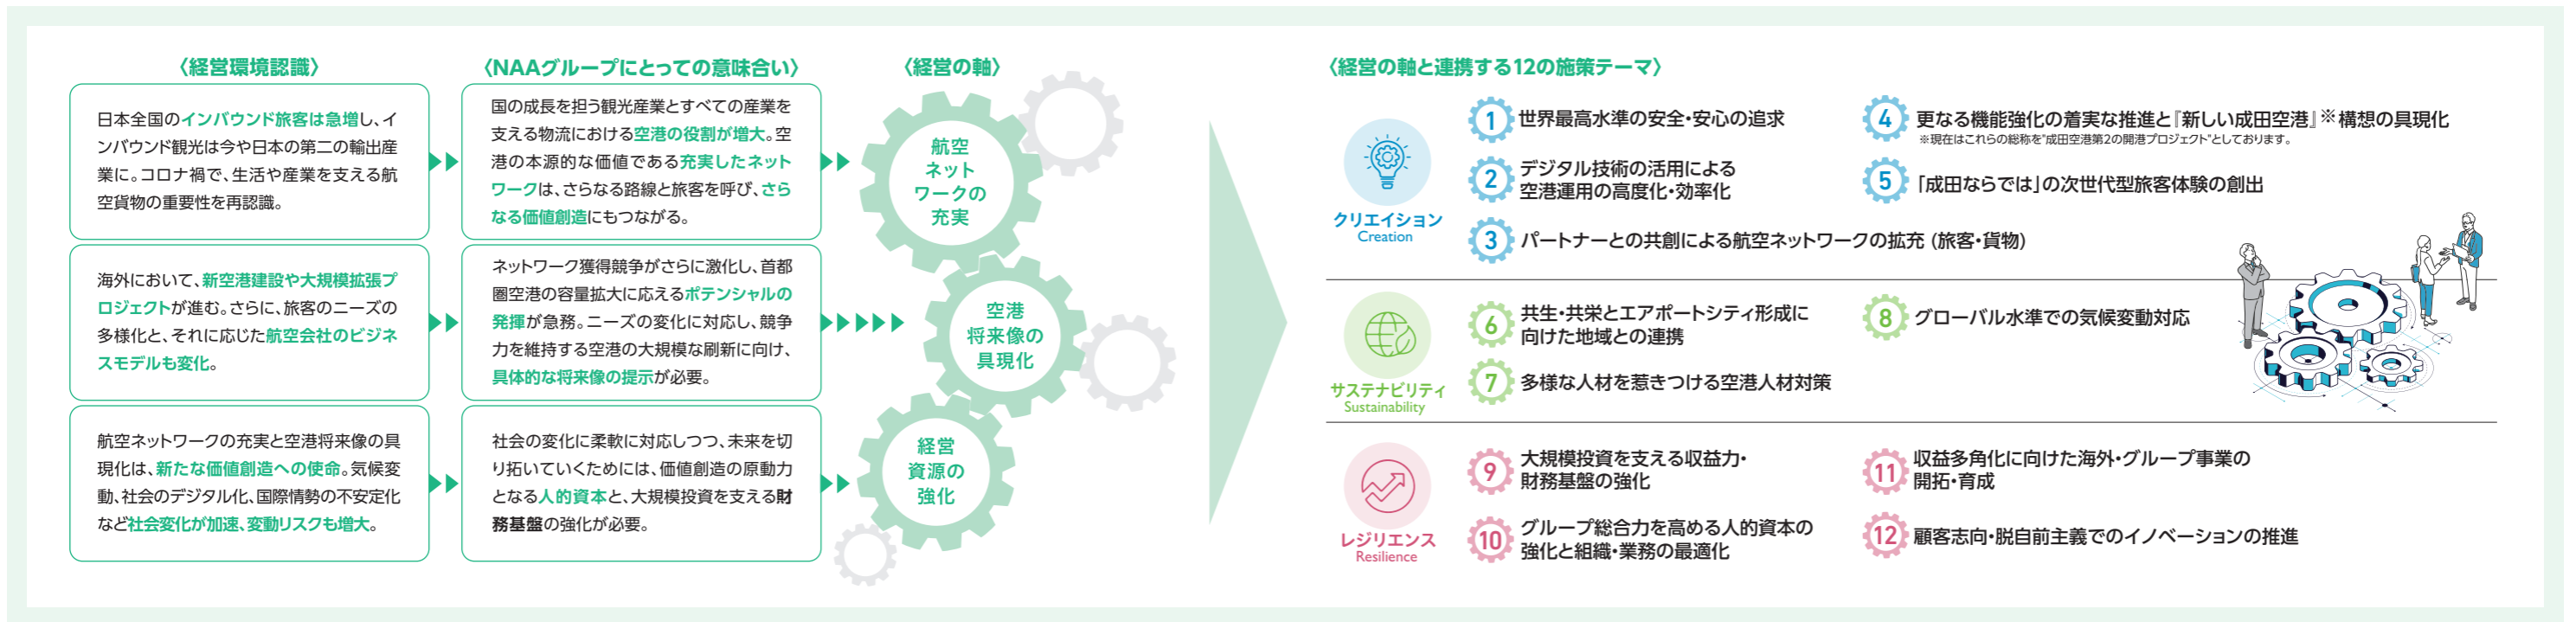 〈経営環境認識〉
日本全国のインバウンド旅客は急増し、イ
ンバウンド観光は今や日本の第二の輸出産
業に。コロナ禍で、生活や産業を支える航
空貨物の重要性を再認識。
海外において、新空港建設や大規模拡張プ
ロジェクトが進む。さらに、旅客のニーズの
多様化と、それに応じた航空会社のビジネ
スモデルも変化。
航空ネットワークの充実と空港将来像の具
現化は、新たな価値創造への使命。気候変
動、社会のデジタル化、国際情勢の不安定化
など社会変化が加速、変動リスクも増大。
〈NAAグループにとっての意味合い〉
国の成長を担う観光産業とすべての産業を
支える物流における空港の役割が増大。空
港の本源的な価値である充実したネット
ワークは、さらなる路線と旅客を呼び、さら
なる価値創造にもつながる。
ネットワーク獲得競争がさらに激化し、首都
圏空港の容量拡大に応えるポテンシャルの
発揮が急務。ニーズの変化に対応し、競争
力を維持する空港の大規模な刷新に向け、
具体的な将来像の提示が必要。
社会の変化に柔軟に対応しつつ、未来を切
り拓いていくためには、価値創造の原動力
となる人的資本と、大規模投資を支える財
務基盤の強化が必要。
〈経営の軸〉
航空
ネット
ワークの
充実
空港
将来像の
具現化
経営
資源の
強化
〈経営の軸と連携する12の施策テーマ〉
クリエイション
Creation
1 世界最高水準の安全・安心の追求
2 デジタル技術の活用による
空港運用の高度化・効率化
3 パートナーとの共創による航空ネットワークの拡充 (旅客・貨物)
4 更なる機能強化の着実な推進と『新しい成田空港』※構想の具現化
※現在はこれらの総称を"成田空港第2の開港プロジェクト"としております。
5 「成田ならでは」の次世代型旅客体験の創出
サステナビリティ
Sustainability
6 共生・共栄とエアポートシティ形成に
向けた地域との連携
7 多様な人材を惹きつける空港人材対策
8 グローバル水準での気候変動対応
レジリエンス
Resilience
9 大規模投資を支える収益力・
財務基盤の強化
10 グループ総合力を高める人的資本の
強化と組織・業務の最適化
11 収益多角化に向けた海外・グループ事業の
開拓・育成
12 顧客志向・脱自前主義でのイノベーションの推進